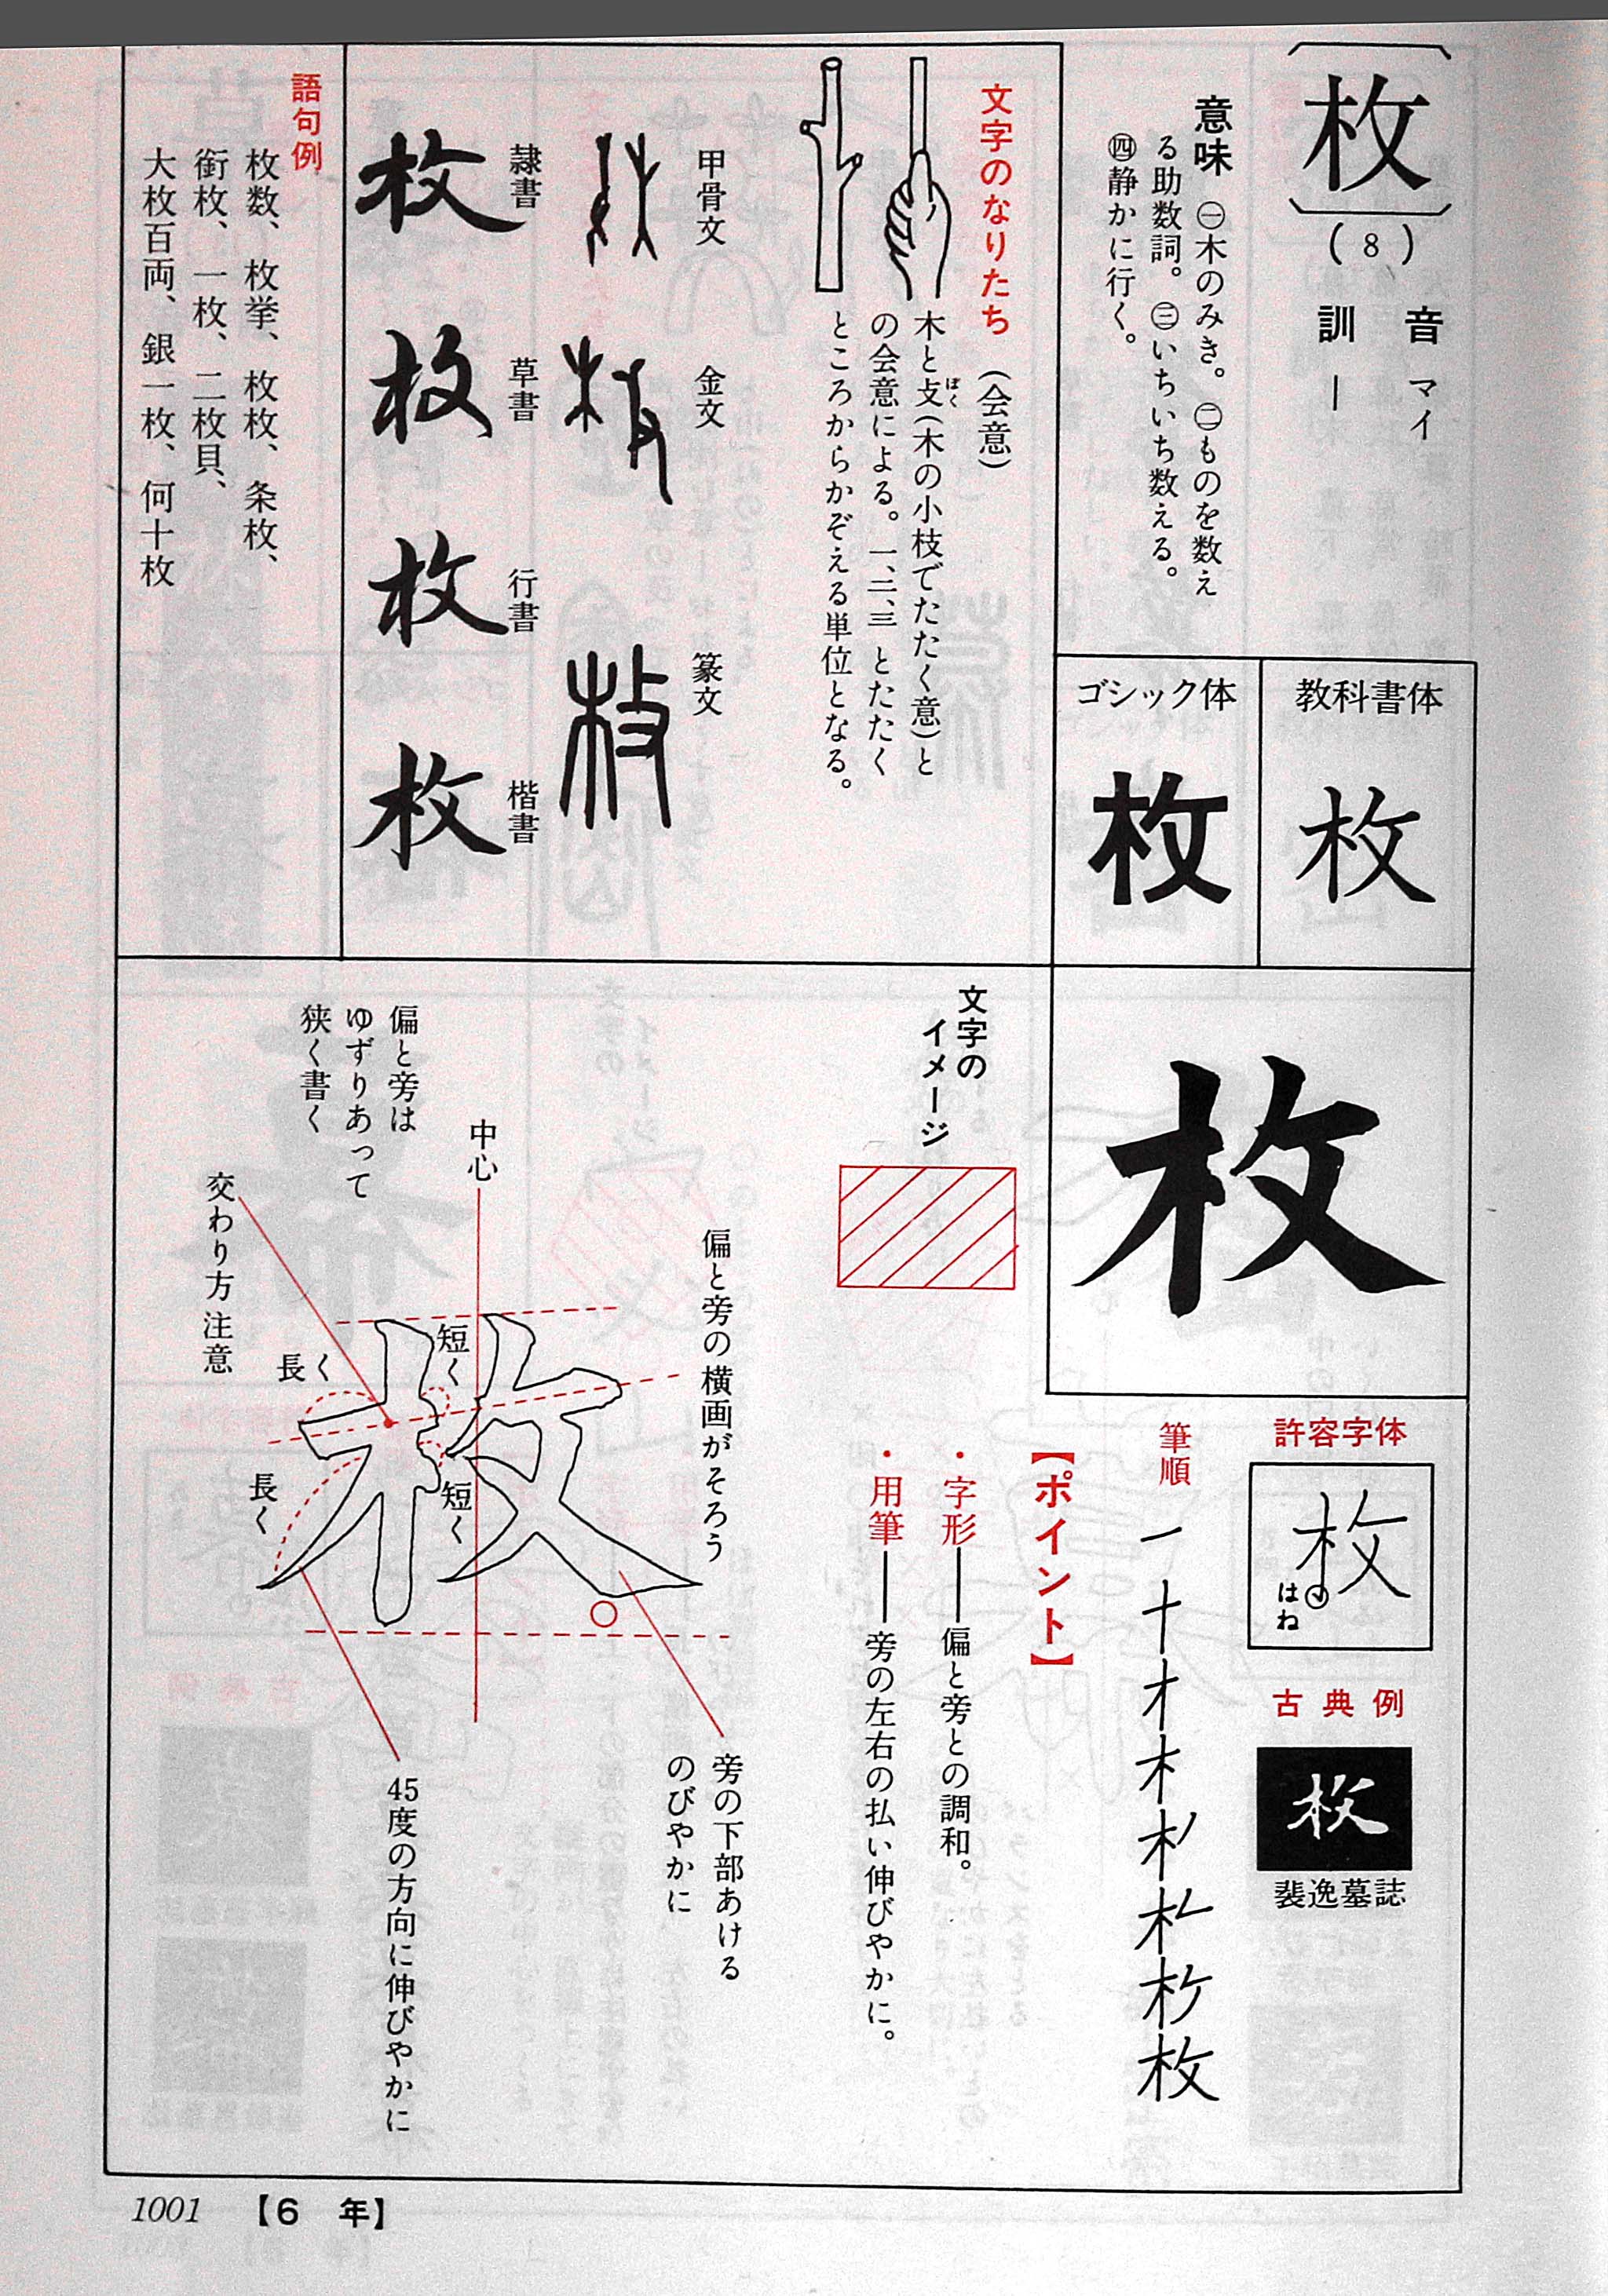 枚
(8)
音 マイ
訓 ―
意味 ㊀木のみき。㊁ものを数え
る助数詞。㊂いちいち数える。
㊃静かに行く。
教科書体
枚
ゴシック体
枚
文字のなりたち (会意)
木と攴(木の小枝でたたく意)と
ぼく
の会意による。一、二、三 とたたく
ところからかぞえる単位となる。
甲骨文
金文
篆文
隷書
枚
草書
枚
行書
枚
楷書
枚
語句例
枚数、枚挙、枚枚、条枚、
銜枚、一枚、二枚貝、
大枚百両、銀一枚、何十枚
枚
許容字体
枚
はね
古典例
枚
裴逸墓誌
筆順
一 十 才 木 枚
【ポイント】
・字形――偏と旁との調和。
・用筆――旁の左右の払い伸びやかに。
文字の
イメージ
偏と旁の横画がそろう
中心
偏と旁は
ゆずりあって
狭く書く
交わり方 注意
短く
長く
短く
長く
旁の下部あける
のびやかに
45度の方向に伸びやかに
1001 【6 年】